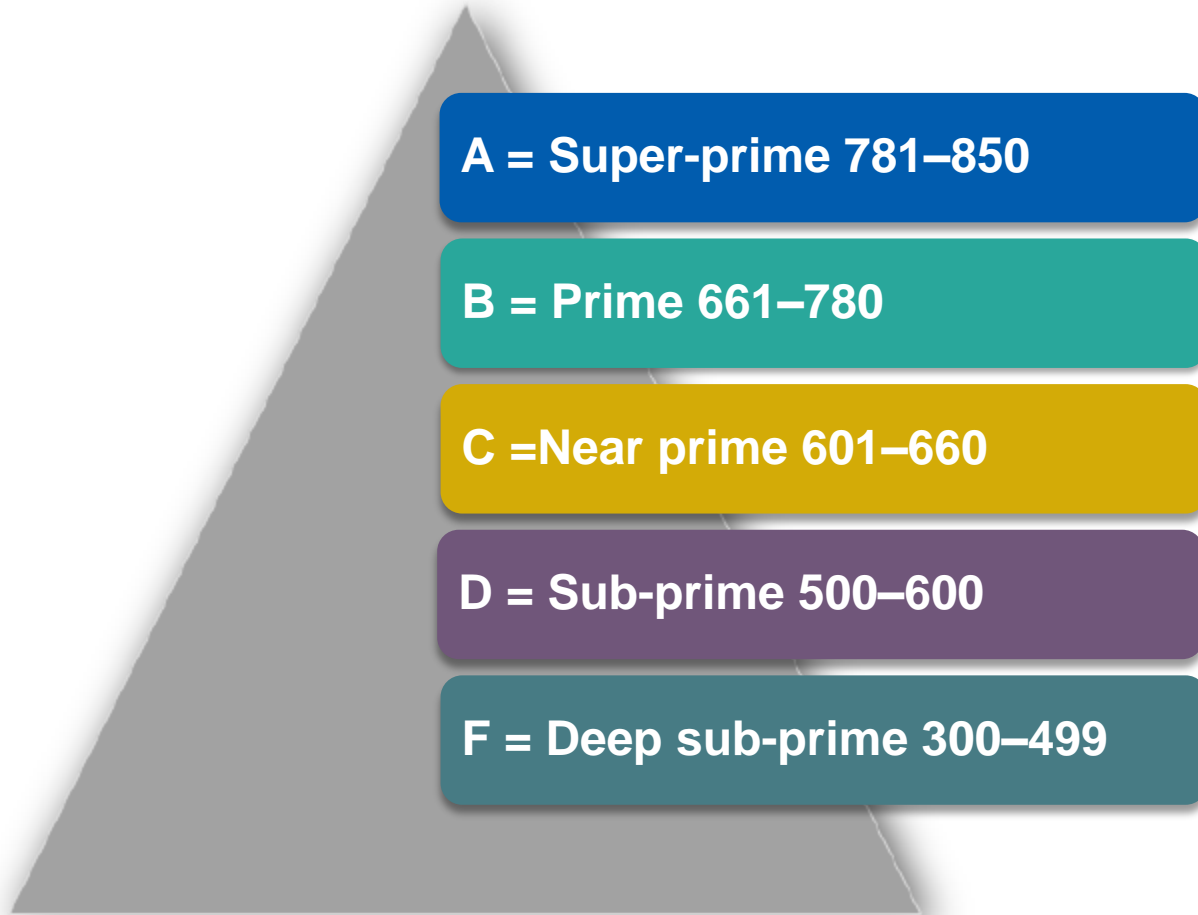 A = Super-prime 781–850
B = Prime 661–780
C =Near prime 601–660
D = Sub-prime 500–600
F = Deep sub-prime 300–499